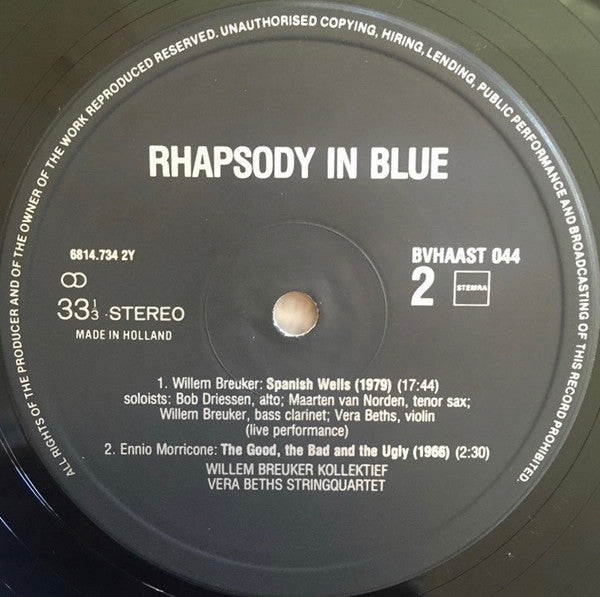 ALL RIGHTS OF THE PRODUCER AND OF THE OWNER OF THE WORK REPRODUCED RESERVED. UNAUTHORISED COPYING, HIRING, LENDING, PUBLIC PERFORMANCE AND BROADCASTING OF THIS RECORD PROHIBITED.
RHAPSODY IN BLUE
6814.734 2Y
33 1/3 · STEREO
MADE IN HOLLAND
BVHAAST 044
2 STEMRA
1. Willem Breuker: Spanish Wells (1979) (17:44)
soloists: Bob Driessen, alto; Maarten van Norden, tenor sax;
Willem Breuker, bass clarinet; Vera Beths, violin
(live performance)
2. Ennio Morricone: The Good, the Bad and the Ugly (1966) (2:30)
WILLEM BREUKER KOLLEKTIEF
VERA BETHS STRINGQUARTET